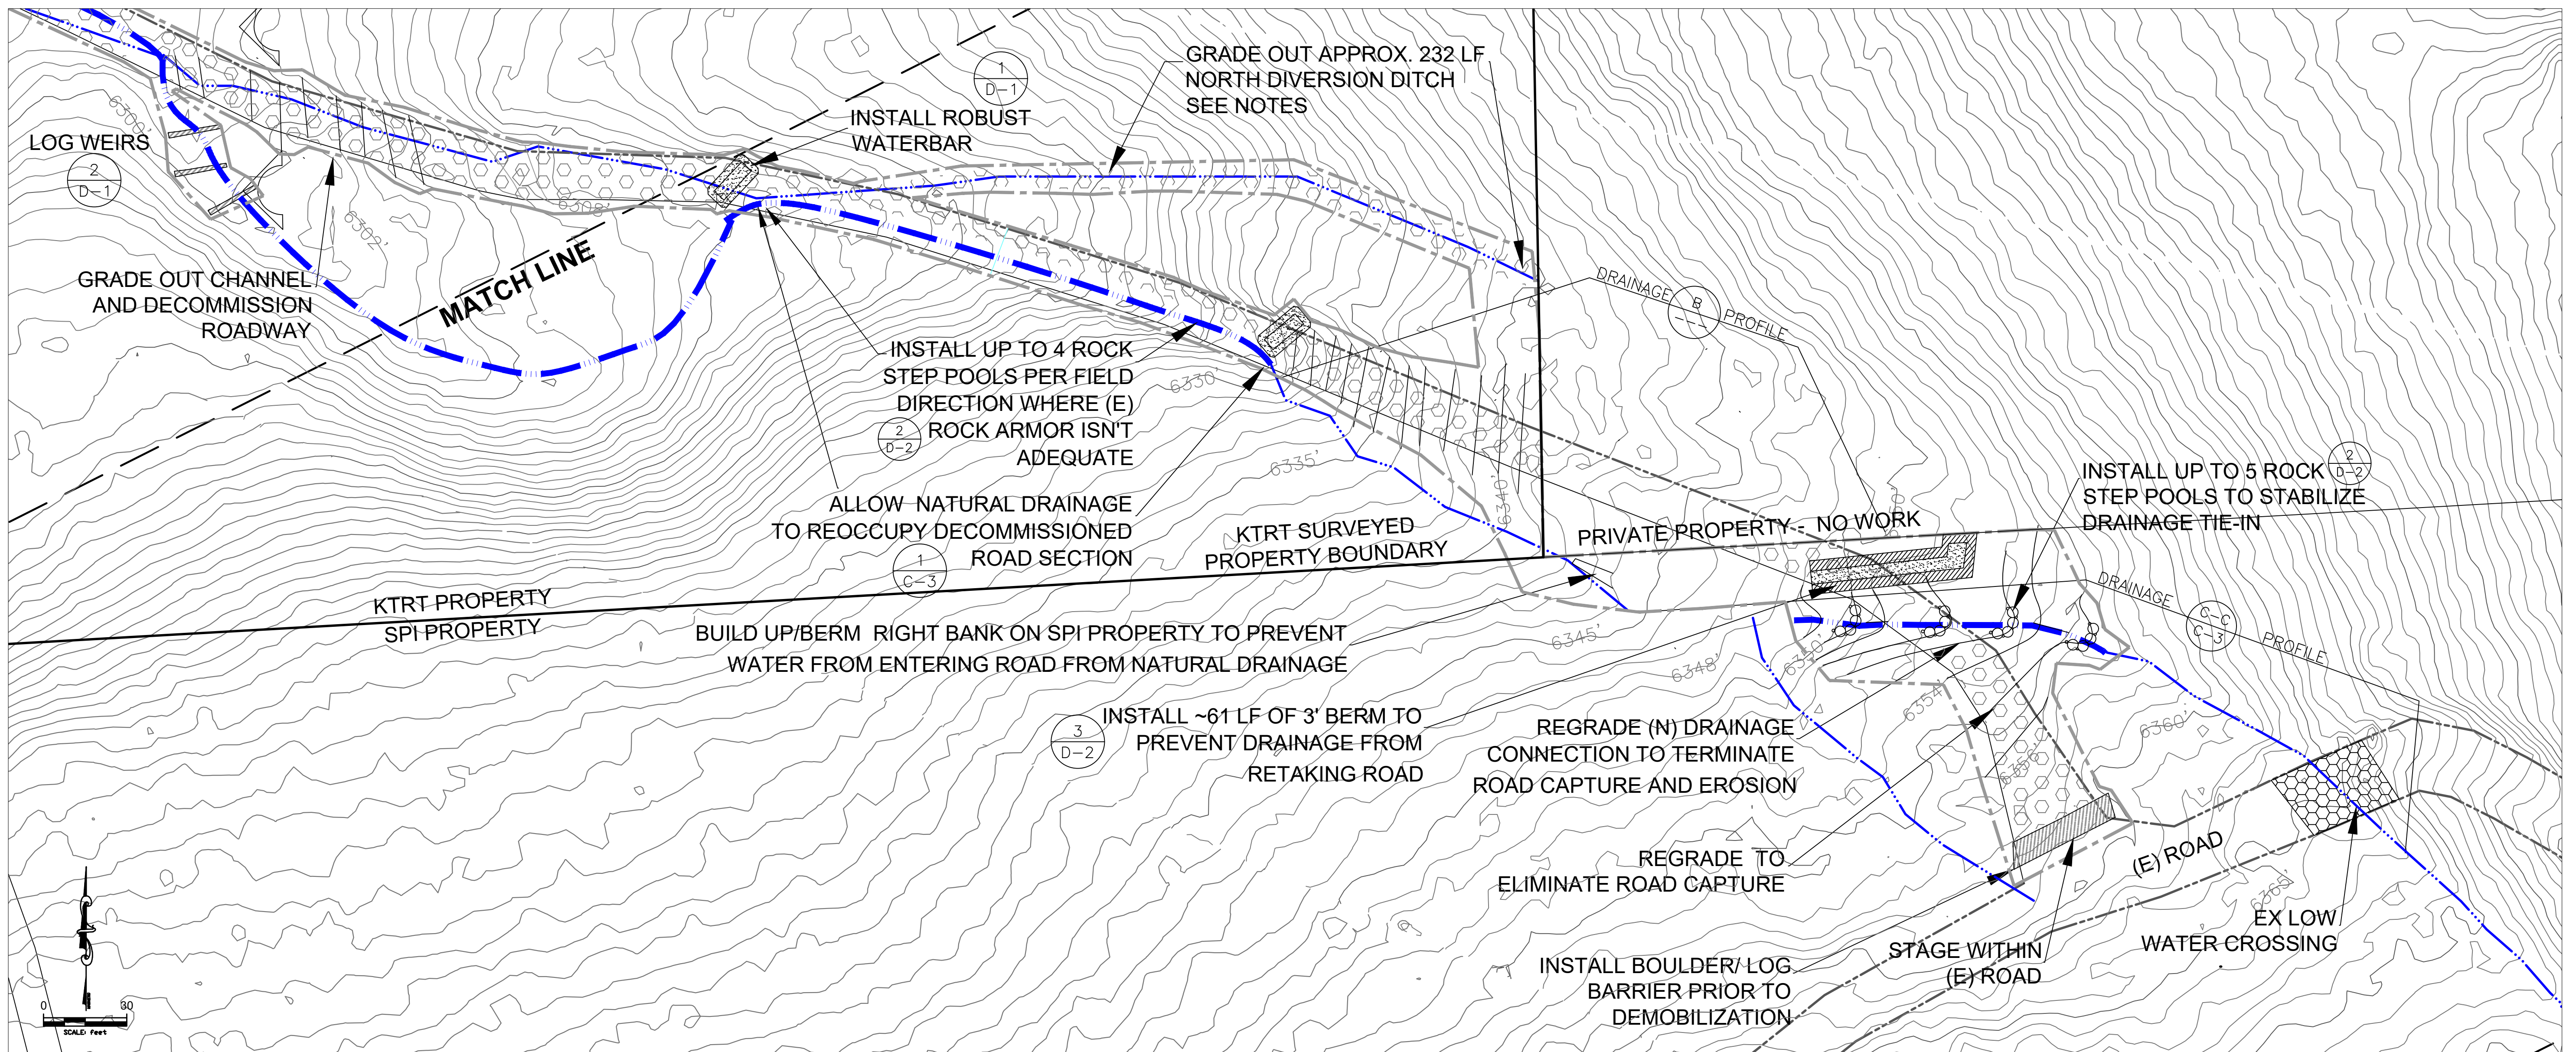 1
D-1
GRADE OUT APPROX. 232 LF
NORTH DIVERSION DITCH
SEE NOTES
INSTALL ROBUST
WATERBAR
6300'
LOG WEIRS
2
D-1
6302'
6308'
GRADE OUT CHANNEL
AND DECOMMISSION
ROADWAY
MATCH LINE
DRAINAGE
B
---
PROFILE
INSTALL UP TO 4 ROCK
STEP POOLS PER FIELD
DIRECTION WHERE (E)
ROCK ARMOR ISN'T
ADEQUATE
2
D-2
6330'
6335'
6340'
ALLOW NATURAL DRAINAGE
TO REOCCUPY DECOMMISSIONED
ROAD SECTION
1
C-3
KTRT SURVEYED
PROPERTY BOUNDARY
PRIVATE PROPERTY - NO WORK
INSTALL UP TO 5 ROCK
STEP POOLS TO STABILIZE
DRAINAGE TIE-IN
2
D-2
KTRT PROPERTY
SPI PROPERTY
DRAINAGE
C-C
C-3
PROFILE
BUILD UP/BERM RIGHT BANK ON SPI PROPERTY TO PREVENT
WATER FROM ENTERING ROAD FROM NATURAL DRAINAGE
6345'
6348'
6350'
6354'
6356'
6360'
6365'
3
D-2
INSTALL ~61 LF OF 3' BERM TO
PREVENT DRAINAGE FROM
RETAKING ROAD
REGRADE (N) DRAINAGE
CONNECTION TO TERMINATE
ROAD CAPTURE AND EROSION
REGRADE TO
ELIMINATE ROAD CAPTURE
(E) ROAD
EX LOW
WATER CROSSING
STAGE WITHIN
(E) ROAD
INSTALL BOULDER/ LOG
BARRIER PRIOR TO
DEMOBILIZATION
0 30
SCALE: feet